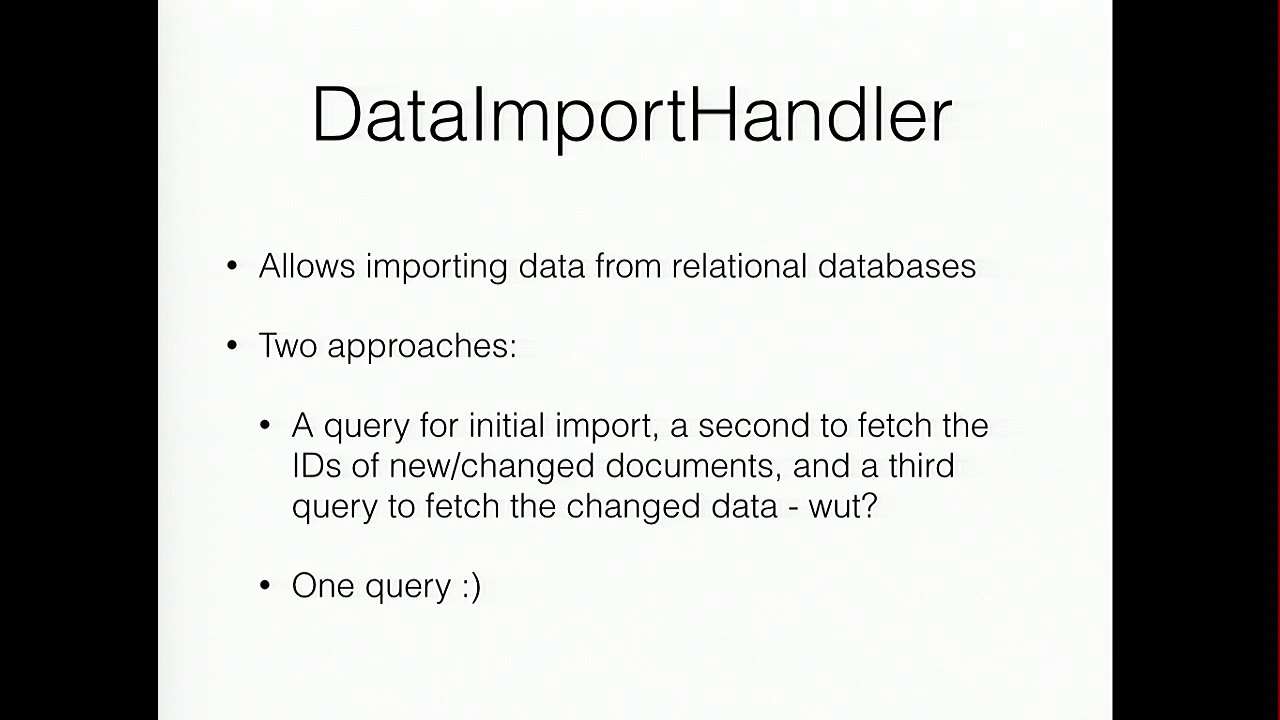 DataImportHandler
• Allows importing data from relational databases
• Two approaches:
• A query for initial import, a second to fetch the
IDs of new/changed documents, and a third
query to fetch the changed data - wut?
• One query :)